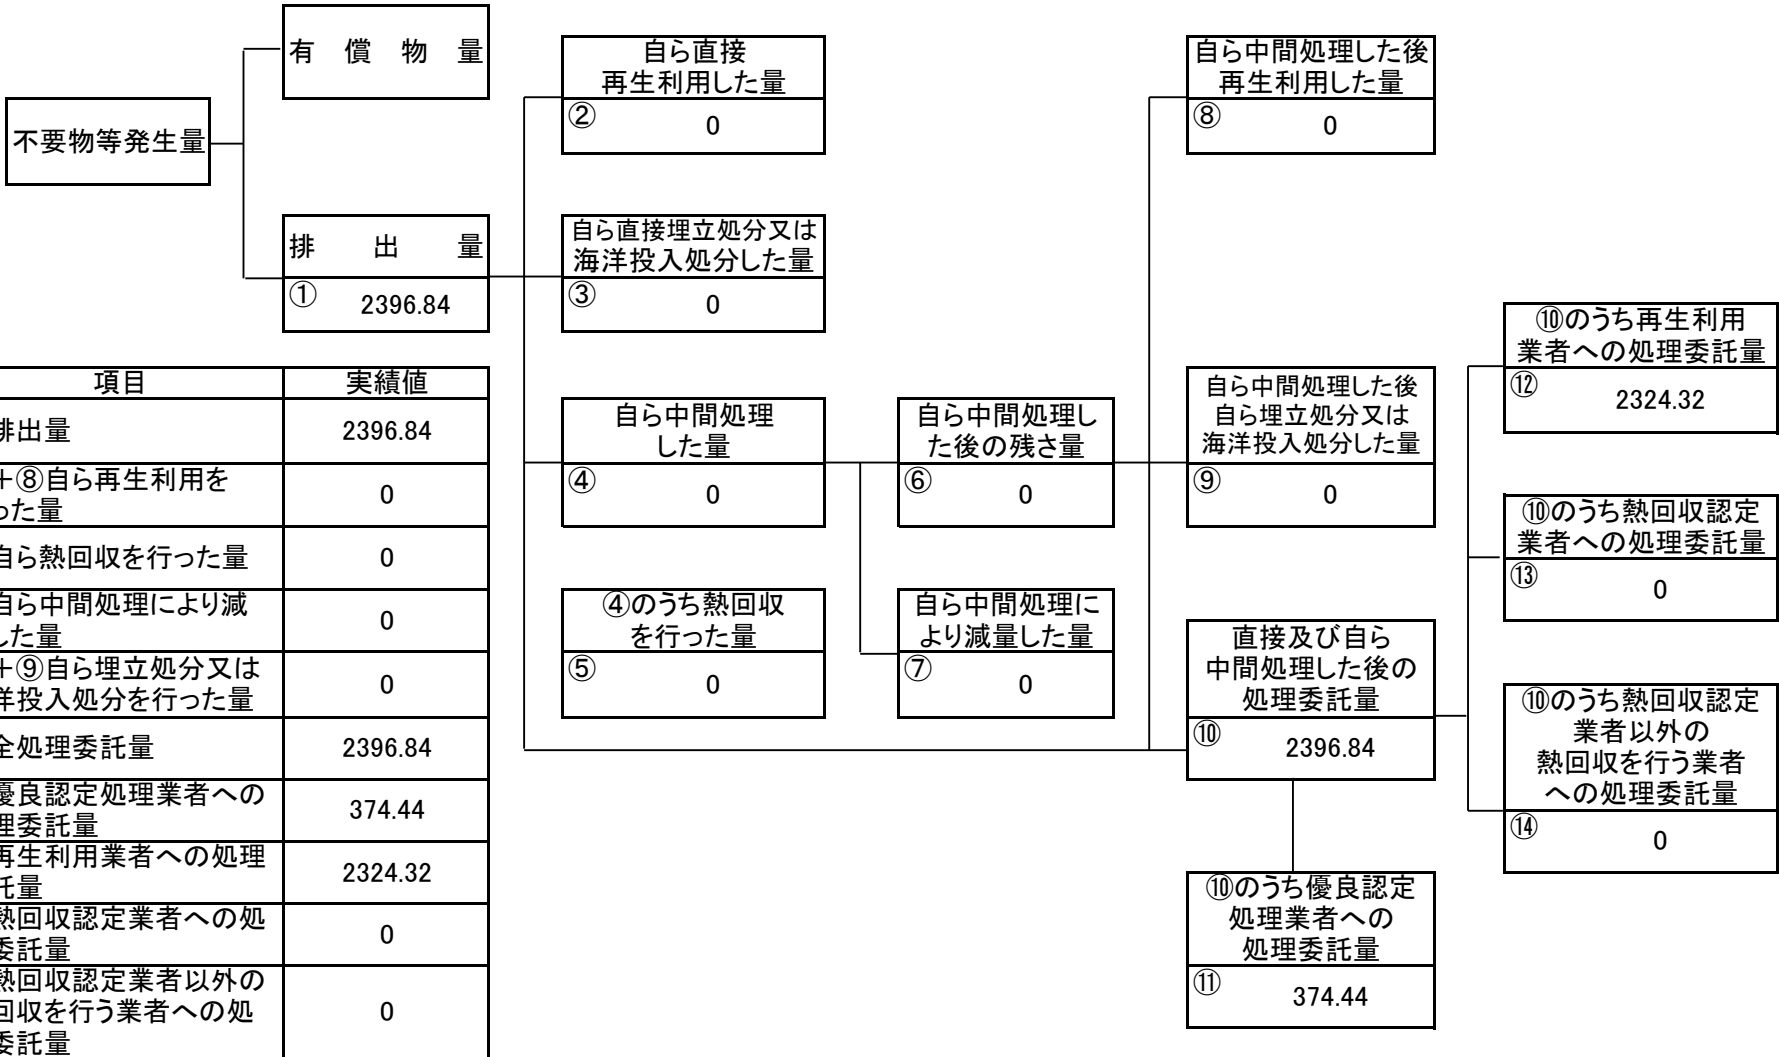 有償物量
不要物等発生量
排出量
①
2396.84
自ら直接
再生利用した量
②
0
自ら直接埋立処分又は
海洋投入処分した量
③
0
自ら中間処理
した量
④
0
④のうち熱回収
を行った量
⑤
0
自ら中間処理し
た後の残さ量
⑥
0
自ら中間処理に
より減量した量
⑦
0
自ら中間処理した後
再生利用した量
⑧
0
自ら中間処理した後
自ら埋立処分又は
海洋投入処分した量
⑨
0
直接及び自ら
中間処理した後の
処理委託量
⑩
2396.84
⑩のうち優良認定
処理業者への
処理委託量
⑪
374.44
⑩のうち再生利用
業者への処理委託量
⑫
2324.32
⑩のうち熱回収認定
業者への処理委託量
⑬
0
⑩のうち熱回収認定
業者以外の
熱回収を行う業者
への処理委託量
⑭
0
項目
実績値
排出量
2396.84
+⑧自ら再生利用を
った量
0
自ら熱回収を行った量
0
自ら中間処理により減
した量
0
+⑨自ら埋立処分又は
洋投入処分を行った量
0
全処理委託量
2396.84
優良認定処理業者への
理委託量
374.44
再生利用業者への処理
託量
2324.32
熱回収認定業者への処
委託量
0
熱回収認定業者以外の
回収を行う業者への処
委託量
0